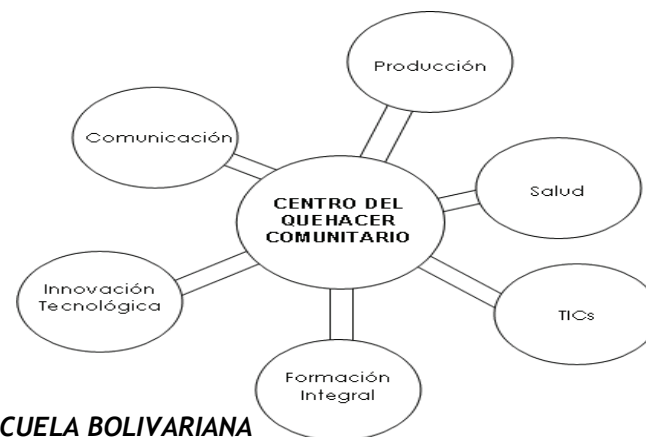 Producción
Comunicación
Salud
CENTRO DEL
QUEHACER
COMUNITARIO
Innovación
Tecnológica
TICs
Formación
Integral
CUELA BOLIVARIANA